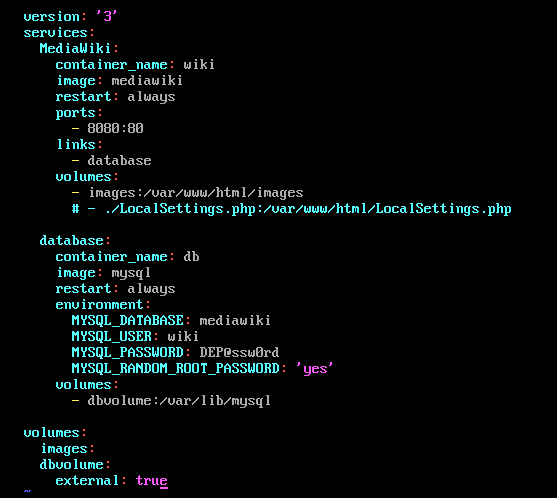 version: '3'
services:
  MediaWiki:
    container_name: wiki
    image: mediawiki
    restart: always
    ports:
      - 8080:80
    links:
      - database
    volumes:
      - images:/var/www/html/images
      # - ./LocalSettings.php:/var/www/html/LocalSettings.php
  database:
    container_name: db
    image: mysql
    restart: always
    environment:
      MYSQL_DATABASE: mediawiki
      MYSQL_USER: wiki
      MYSQL_PASSWORD: DEP@ssw0rd
      MYSQL_RANDOM_ROOT_PASSWORD: 'yes'
    volumes:
      - dbvolume:/var/lib/mysql
volumes:
  images:
  dbvolume:
    external: true
~